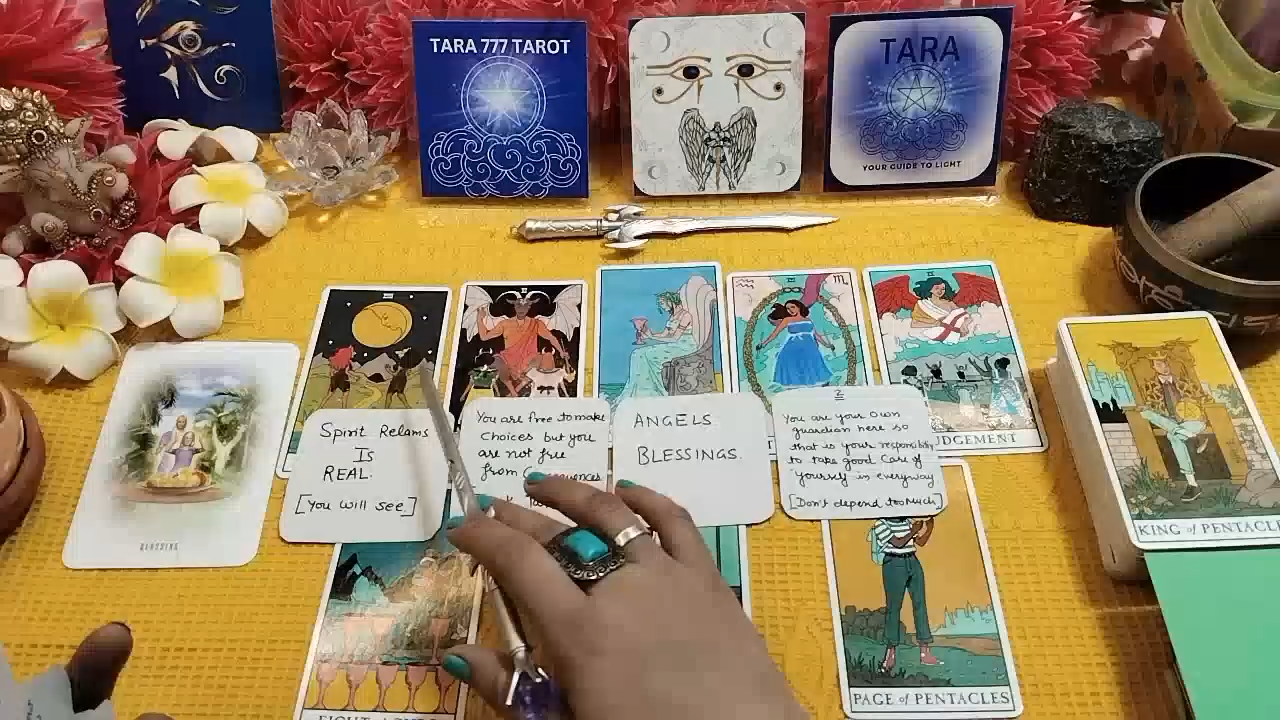 TARA 777 TAROT
TARA
YOUR GUIDE TO LIGHT
Spirit Relams
IS
REAL.
[You will see]
You are free to make
choices but you
are not free
from
ANGELS
BLESSINGS.
2
You are your own
guardian here so
that is your responsibility
to take good care of
yourself in everyway
[Don't depend too Much]
JUDGEMENT
KING of PENTACLES
BLESSING
PAGE of PENTACLES